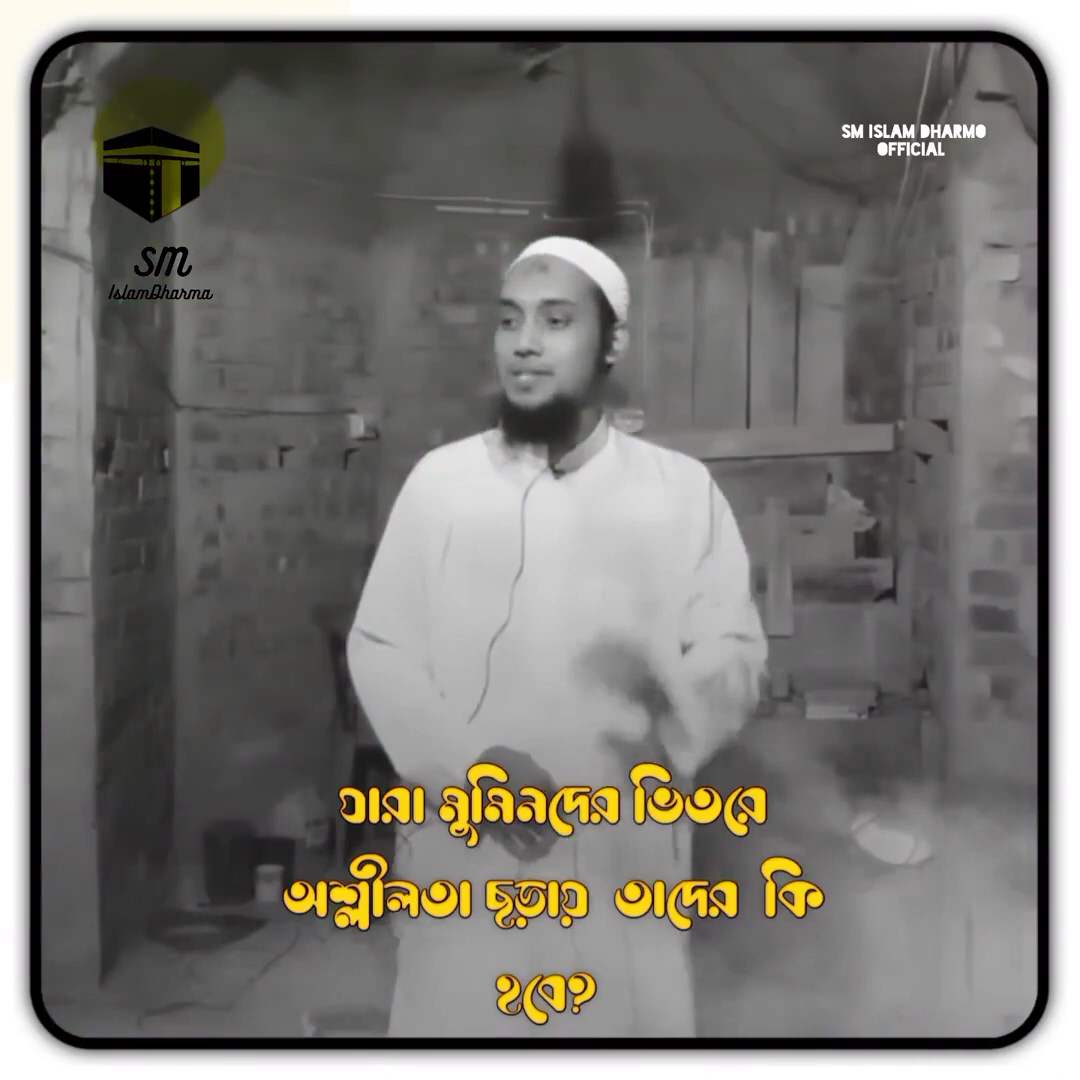 SM ISLAM DHARMO
OFFICIAL
SM
IslamDharma
যারা মুমিনদের ভিতরে
অশ্লীলতা ছড়ায় তাদের কি
হবে?